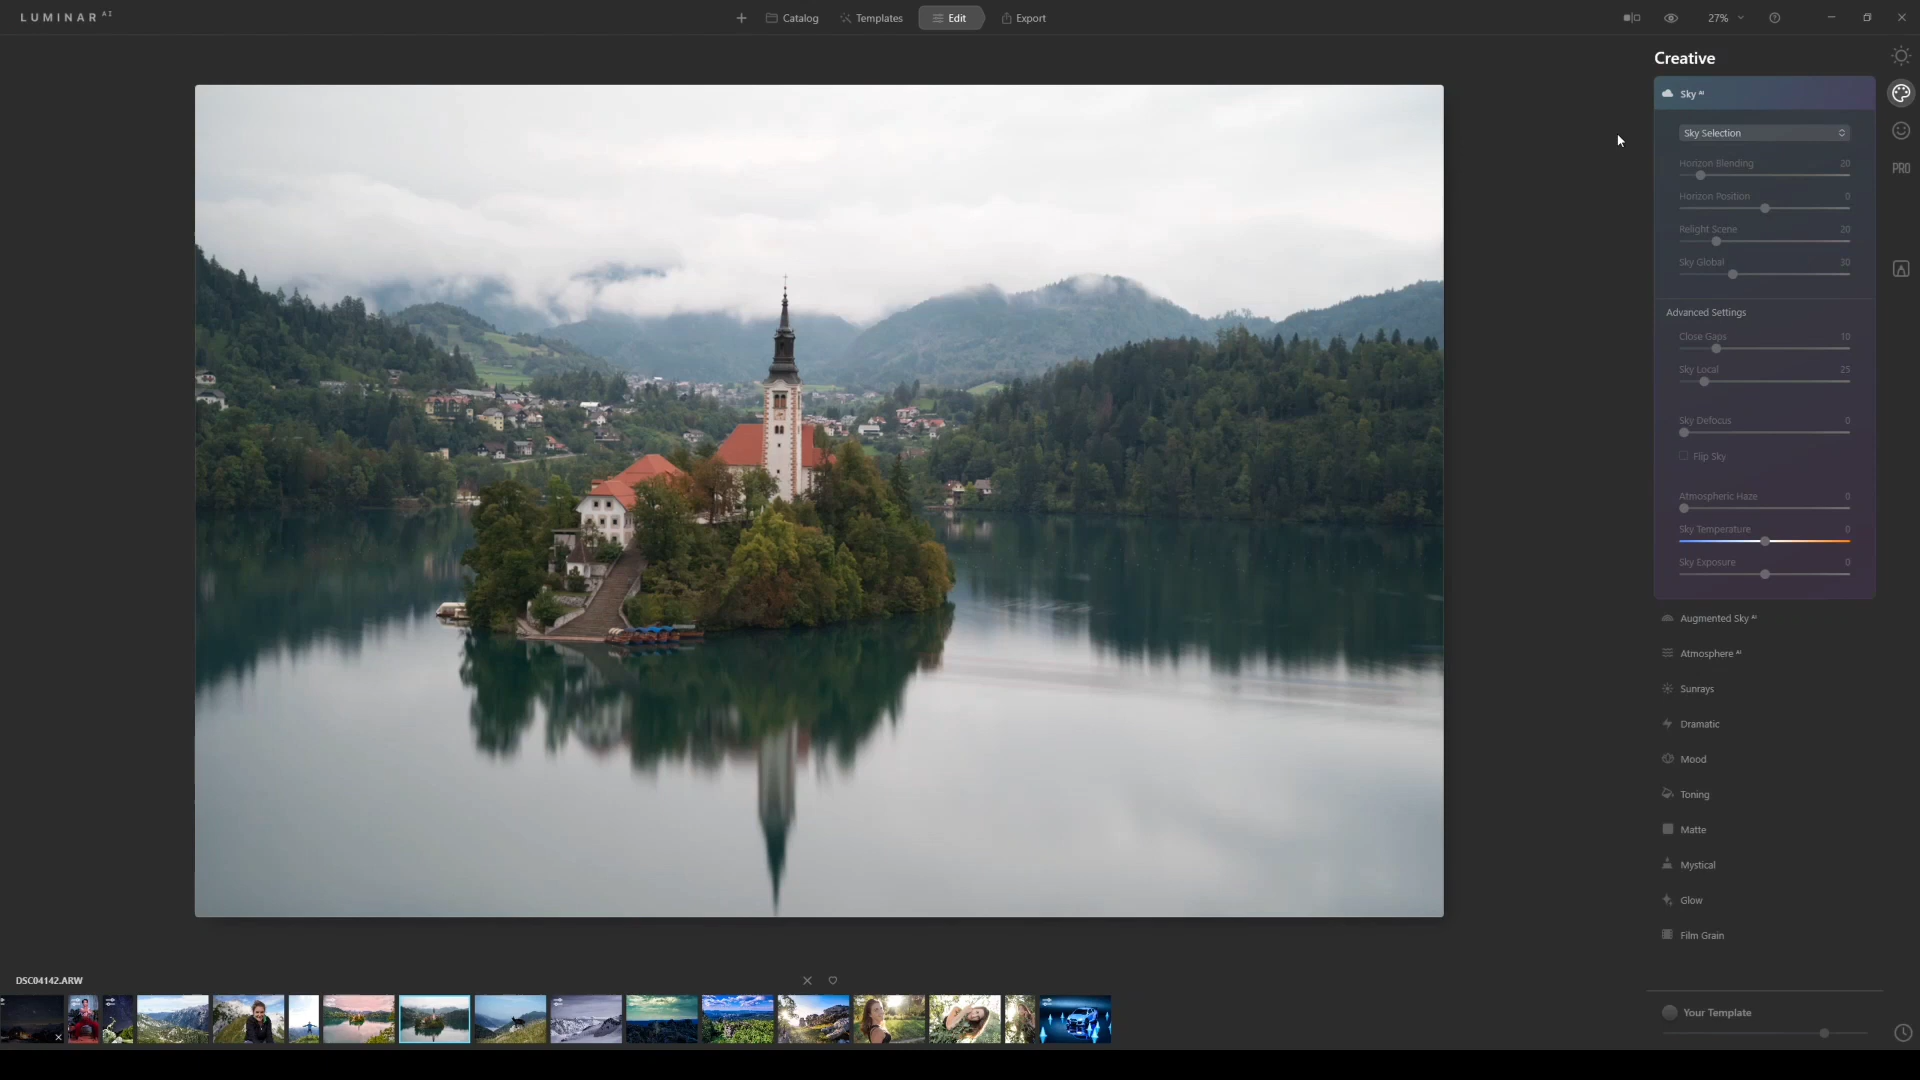 LUMINAR AI
Catalog
Templates
Edit
Export
27%
Creative
Sky AI
Sky Selection
Horizon Blending 20
Horizon Position 0
Relight Scene 20
Sky Global 30
Advanced Settings
Close Gaps 10
Sky Local 25
Sky Defocus 0
Flip Sky
Atmospheric Haze 0
Sky Temperature 0
Sky Exposure 0
PRO
Augmented Sky AI
Atmosphere AI
Sunrays
Dramatic
Mood
Toning
Matte
Mystical
Glow
Film Grain
DSC04142.ARW
Your Template